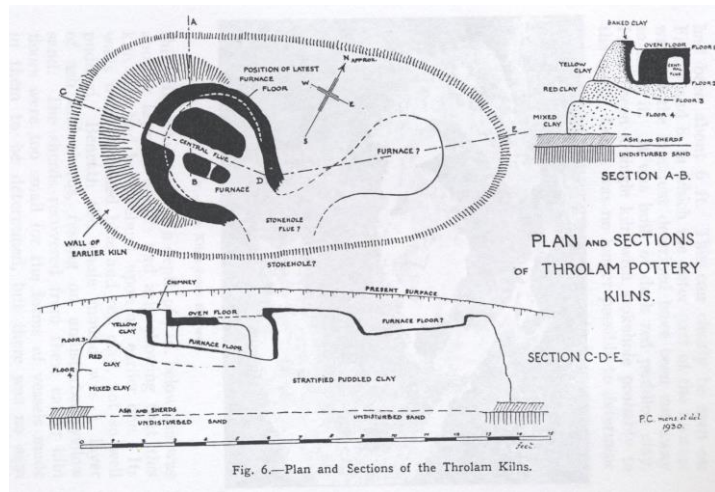 A
BAKED CLAY
OVEN FLOOR
FLOOR 1
YELLOW CLAY
CENTRAL FLUE
FLOOR 2
RED CLAY
FLOOR 3
FLOOR 4
MIXED CLAY
ASH AND SHERDS
UNDISTURBED SAND
SECTION A-B.
POSITION OF LATEST
FURNACE
FLOOR
N APPROX.
W
E
S
C
CENTRAL FLUE
B
D
FURNACE
FURNACE ?
E
STOKEHOLE
FLUE ?
WALL OF
EARLIER KILN
STOKEHOLE ?
PLAN AND SECTIONS
OF THROLAM POTTERY
KILNS.
CHIMNEY
PRESENT SURFACE
OVEN FLOOR
YELLOW
CLAY
FURNACE FLOOR
FURNACE FLOOR ?
FLOOR 3
RED
CLAY
FLOOR
4
MIXED CLAY
STRATIFIED PUDDLED CLAY
SECTION C-D-E.
ASH AND SHERDS
UNDISTURBED SAND
UNDISTURBED SAND
P.C. mens et del
1930.
Feet
Fig. 6.—Plan and Sections of the Throlam Kilns.